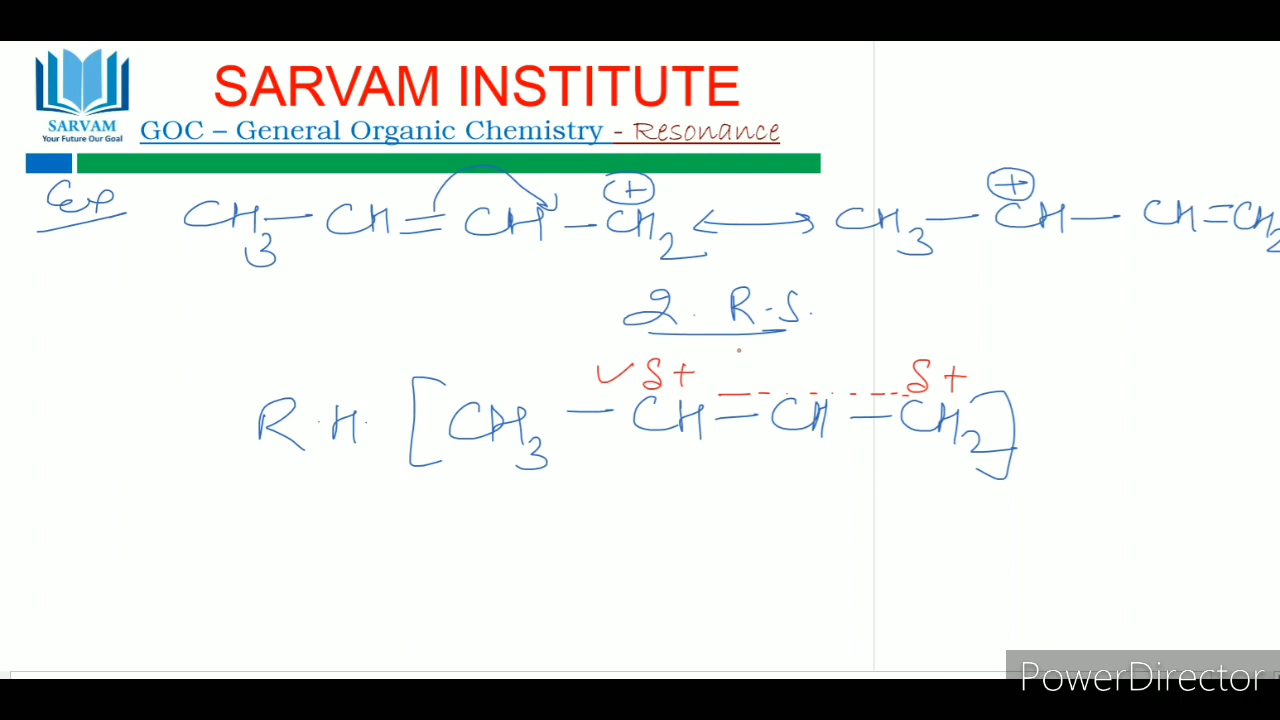 SARVAM INSTITUTE
SARVAM
Your Future Our Goal
GOC – General Organic Chemistry - Resonance
Ex
CH3 — CH = CH — CH2 (+) ⟷ CH3 — CH (+) — CH = CH2
2. R.S.
✓ δ+ δ+
R.H. [CH3 — CH — CH — CH2]
PowerDirector